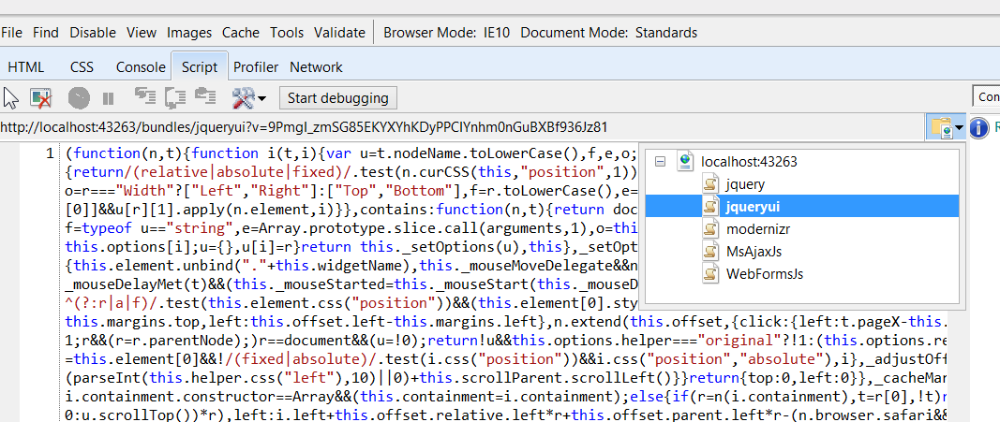 File Find Disable View Images Cache Tools Validate Browser Mode: IE10 Document Mode: Standards
HTML CSS Console Script Profiler Network
Start debugging
Con
http://localhost:43263/bundles/jqueryui?v=9PmgI_zmSG85EKYXYhKDyPPCIYnhm0nGuBXBf936Jz81
1 (function(n,t){function i(t,i){var u=t.nodeName.toLowerCase(),f,e,o;
{return/(relative|absolute|fixed)/.test(n.curCSS(this,"position",1))
o=r==="Width"?["Left","Right"]:["Top","Bottom"],f=r.toLowerCase(),e=
[0]]&&u[r][1].apply(n.element,i)}},contains:function(n,t){return doc
f=typeof u=="string",e=Array.prototype.slice.call(arguments,1),o=this
this.options[i];u={},u[i]=r}return this._setOptions(u),this},_setOpt
{this.element.unbind("."+this.widgetName),this._mouseMoveDelegate&&n
_mouseDelayMet(t)&&(this._mouseStarted=this._mouseStart(this._mouseD
^(?:r|a|f)/.test(this.element.css("position"))&&(this.element[0].sty
localhost:43263
jquery
jqueryui
modernizr
MsAjaxJs
WebFormsJs
this.margins.top,left:this.offset.left-this.margins.left},n.extend(this.offset,{click:{left:t.pageX-this.
1;r&&(r=r.parentNode);)r==document&&(u=!0);return!u&&this.options.helper==="original"?!1:(this.options.re
=this.element[0]&&!/(fixed|absolute)/.test(i.css("position"))&&i.css("position","absolute"),i},_adjustOff
(parseInt(this.helper.css("left"),10)||0)+this.scrollParent.scrollLeft()}}return{top:0,left:0}},_cacheMar
i.containment.constructor==Array&&(this.containment=i.containment);else{if(r=n(i.containment),t=r[0],!t)r
0:u.scrollTop())*r),left:i.left+this.offset.relative.left*r+this.offset.parent.left*r-(n.browser.safari&&